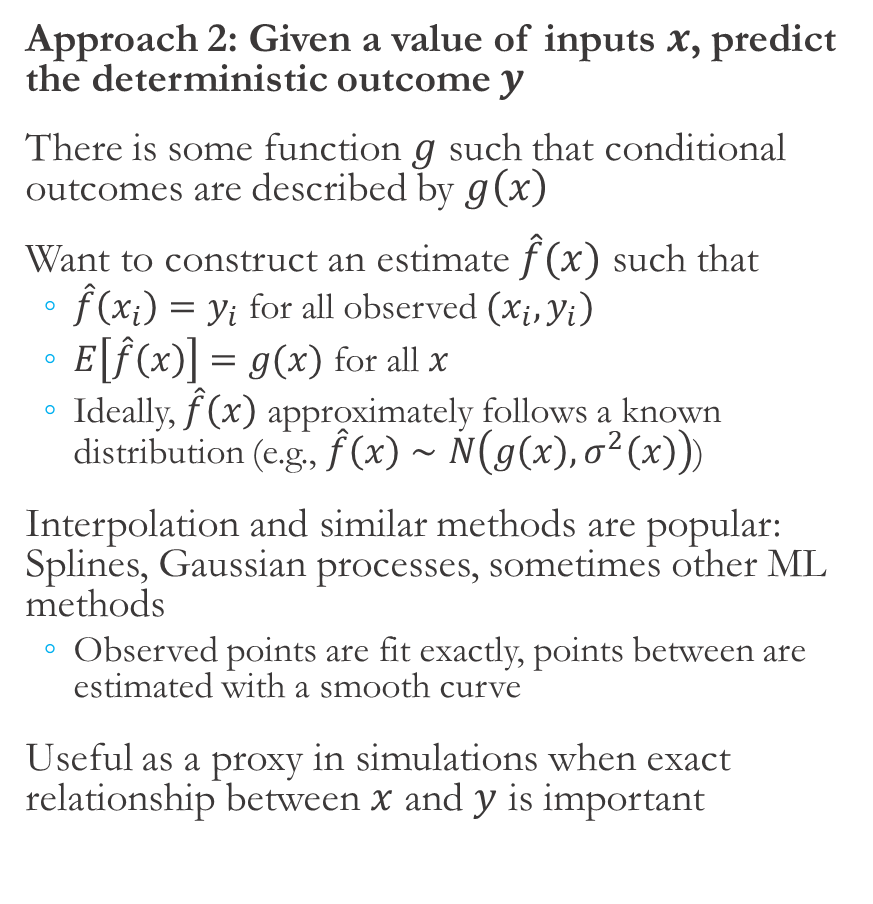 Approach 2: Given a value of inputs x, predict
the deterministic outcome y
There is some function g such that conditional
outcomes are described by g(x)
Want to construct an estimate f̂(x) such that
◦ f̂(xᵢ) = yᵢ for all observed (xᵢ, yᵢ)
◦ E[f̂(x)] = g(x) for all x
◦ Ideally, f̂(x) approximately follows a known
distribution (e.g., f̂(x) ~ N(g(x), σ²(x)))
Interpolation and similar methods are popular:
Splines, Gaussian processes, sometimes other ML
methods
◦ Observed points are fit exactly, points between are
estimated with a smooth curve
Useful as a proxy in simulations when exact
relationship between x and y is important